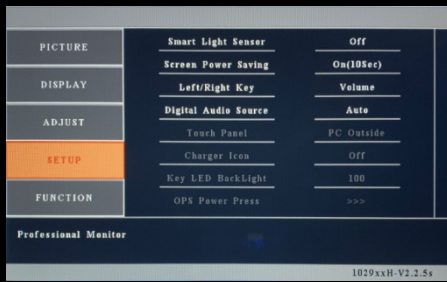 PICTURE
DISPLAY
ADJUST
SETUP
FUNCTION
Smart Light Sensor Off
Screen Power Saving On(10Sec)
Left/Right Key Volume
Digital Audio Source Auto
Touch Panel PC Outside
Charger Icon Off
Key LED BackLight 100
OPS Power Press >>>
Professional Monitor
1029xxH-V2.2.5s